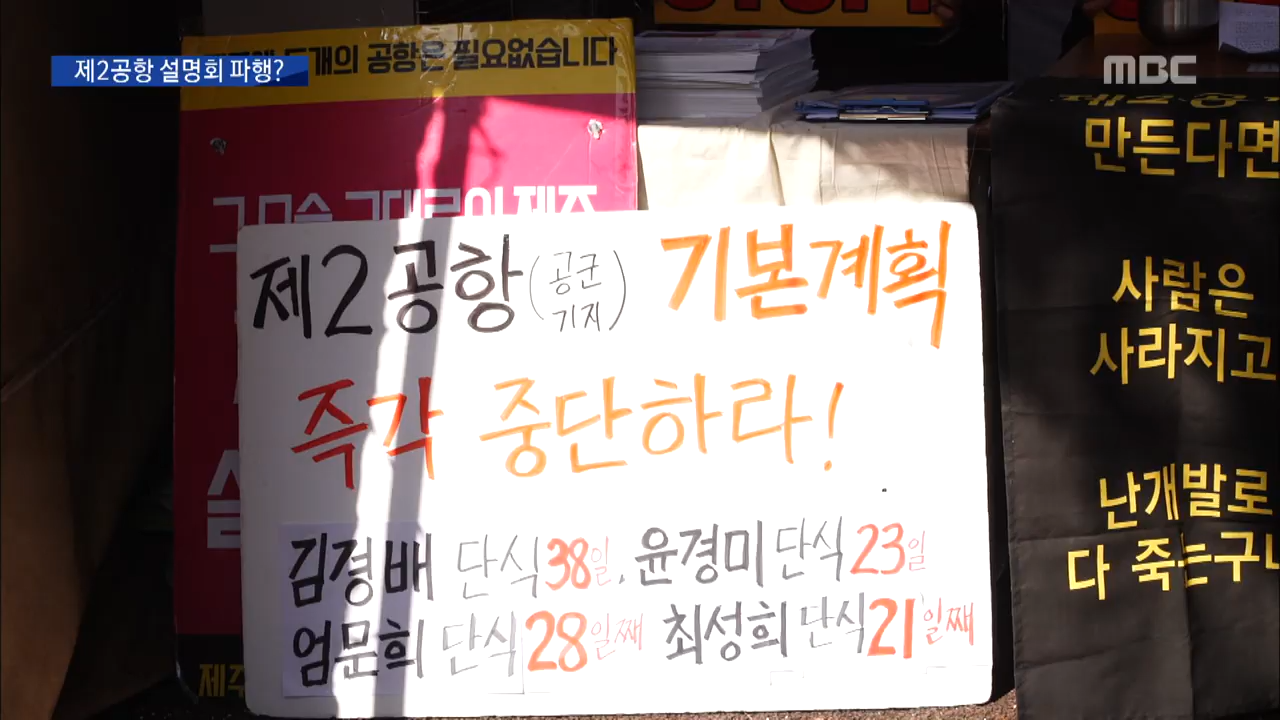 제2공항 설명회 파행?
MBC
개의 공항은 필요없습니다
제2공항(공군기지) 기본계획
즉각 중단하라!
김경배 단식38일, 윤경미 단식 23일
엄문희 단식28일째 최성희 단식21일째
만든다면
사람은
사라지고
난개발로
다 죽는구나